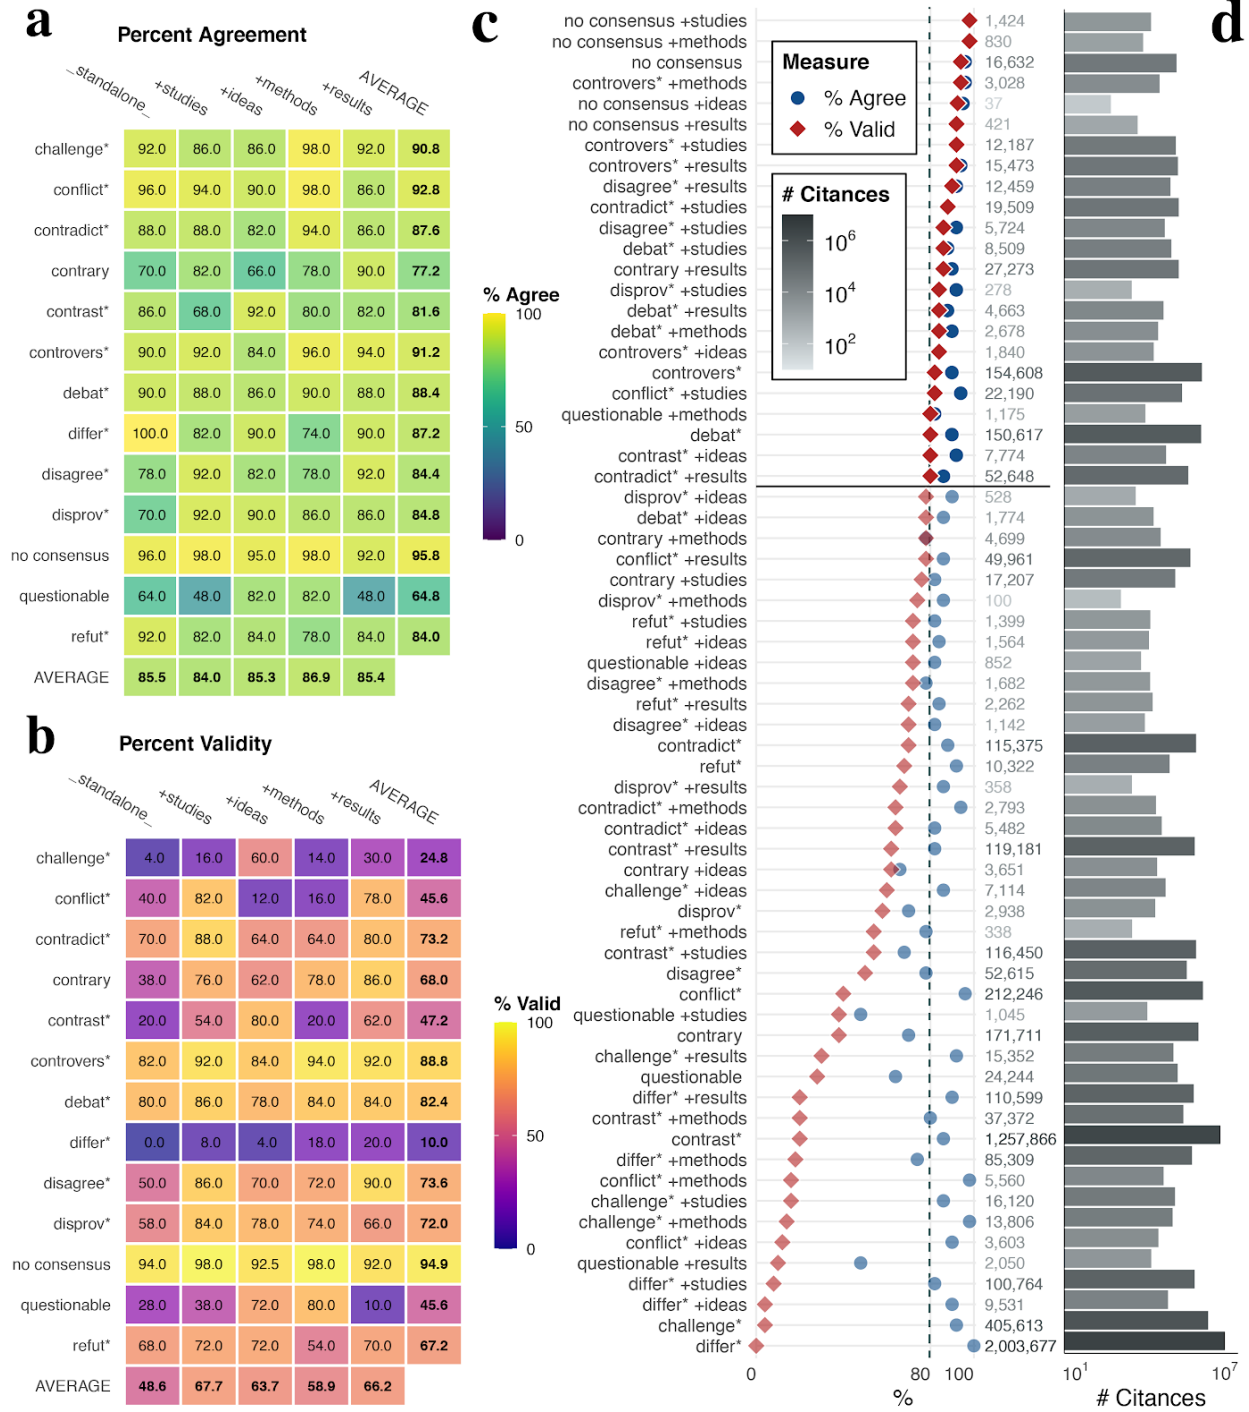 a
Percent Agreement
_standalone_ +studies +ideas +methods +results AVERAGE
challenge* 92.0 86.0 86.0 98.0 92.0 90.8
conflict* 96.0 94.0 90.0 98.0 86.0 92.8
contradict* 88.0 88.0 82.0 94.0 86.0 87.6
contrary 70.0 82.0 66.0 78.0 90.0 77.2
contrast* 86.0 68.0 92.0 80.0 82.0 81.6
controvers* 90.0 92.0 84.0 96.0 94.0 91.2
debat* 90.0 88.0 86.0 90.0 88.0 88.4
differ* 100.0 82.0 90.0 74.0 90.0 87.2
disagree* 78.0 92.0 82.0 78.0 92.0 84.4
disprov* 70.0 92.0 90.0 86.0 86.0 84.8
no consensus 96.0 98.0 95.0 98.0 92.0 95.8
questionable 64.0 48.0 82.0 82.0 48.0 64.8
refut* 92.0 82.0 84.0 78.0 84.0 84.0
AVERAGE 85.5 84.0 85.3 86.9 85.4
% Agree
100
50
0
b
Percent Validity
_standalone_ +studies +ideas +methods +results AVERAGE
challenge* 4.0 16.0 60.0 14.0 30.0 24.8
conflict* 40.0 82.0 12.0 16.0 78.0 45.6
contradict* 70.0 88.0 64.0 64.0 80.0 73.2
contrary 38.0 76.0 62.0 78.0 86.0 68.0
contrast* 20.0 54.0 80.0 20.0 62.0 47.2
controvers* 82.0 92.0 84.0 94.0 92.0 88.8
debat* 80.0 86.0 78.0 84.0 84.0 82.4
differ* 0.0 8.0 4.0 18.0 20.0 10.0
disagree* 50.0 86.0 70.0 72.0 90.0 73.6
disprov* 58.0 84.0 78.0 74.0 66.0 72.0
no consensus 94.0 98.0 92.5 98.0 92.0 94.9
questionable 28.0 38.0 72.0 80.0 10.0 45.6
refut* 68.0 72.0 72.0 54.0 70.0 67.2
AVERAGE 48.6 67.7 63.7 58.9 66.2
% Valid
100
50
0
c
no consensus +studies 1,424
no consensus +methods 830
no consensus 16,632
controvers* +methods 3,028
no consensus +ideas 37
no consensus +results 421
controvers* +studies 12,187
controvers* +results 15,473
disagree* +results 12,459
contradict* +studies 19,509
disagree* +studies 5,724
debat* +studies 8,509
contrary +results 27,273
disprov* +studies 278
debat* +results 4,663
debat* +methods 2,678
controvers* +ideas 1,840
controvers* 154,608
conflict* +studies 22,190
questionable +methods 1,175
debat* 150,617
contrast* +ideas 7,774
contradict* +results 52,648
disprov* +ideas 528
debat* +ideas 1,774
contrary +methods 4,699
conflict* +results 49,961
contrary +studies 17,207
disprov* +methods 100
refut* +studies 1,399
refut* +ideas 1,564
questionable +ideas 852
disagree* +methods 1,682
refut* +results 2,262
disagree* +ideas 1,142
contradict* 115,375
refut* 10,322
disprov* +results 358
contradict* +methods 2,793
contradict* +ideas 5,482
contrast* +results 119,181
contrary +ideas 3,651
challenge* +ideas 7,114
disprov* 2,938
refut* +methods 338
contrast* +studies 116,450
disagree* 52,615
conflict* 212,246
questionable +studies 1,045
contrary 171,711
challenge* +results 15,352
questionable 24,244
differ* +results 110,599
contrast* +methods 37,372
contrast* 1,257,866
differ* +methods 85,309
conflict* +methods 5,560
challenge* +studies 16,120
challenge* +methods 13,806
conflict* +ideas 3,603
questionable +results 2,050
differ* +studies 100,764
differ* +ideas 9,531
challenge* 405,613
differ* 2,003,677
0 80 100
%
Measure
% Agree
% Valid
# Citances
10^6
10^4
10^2
d
10^1 10^7
# Citances